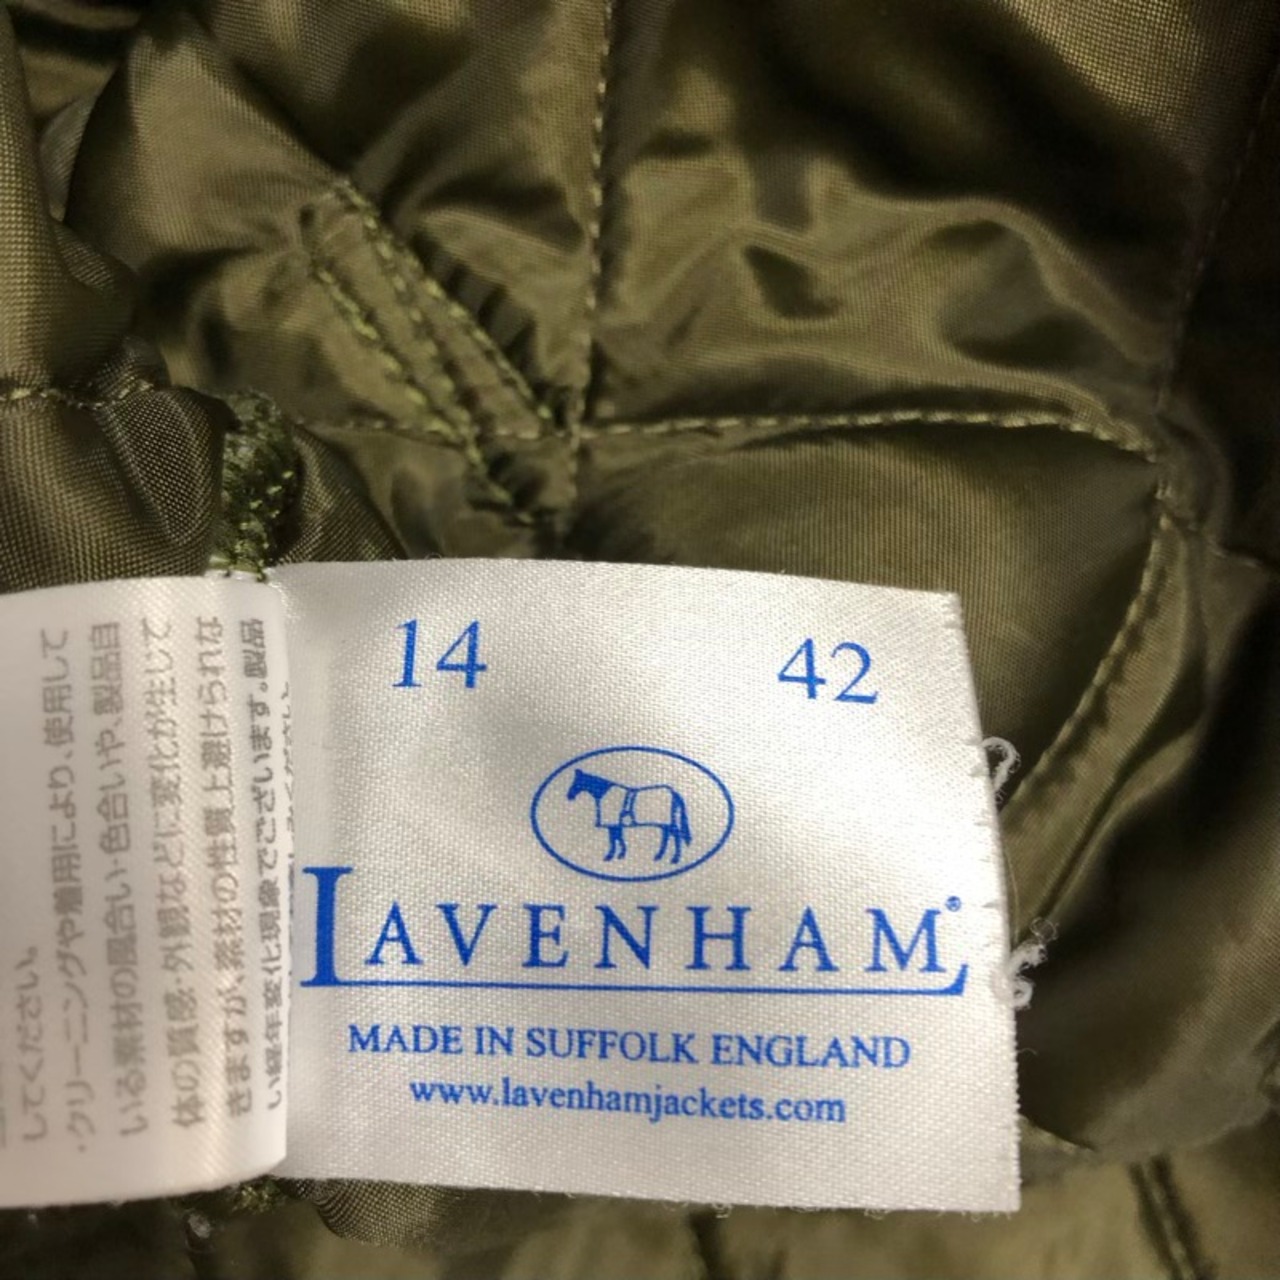 14 42
LAVENHAM®
MADE IN SUFFOLK ENGLAND
www.lavenhamjackets.com
してください。
・クリーニングや着用により、使用して
いる素材の風合い・色合いや、製品自
体の質感・外観などに変化が生じて
きますが、素材の性質上避けられな
い経年変化現象でございます。製品